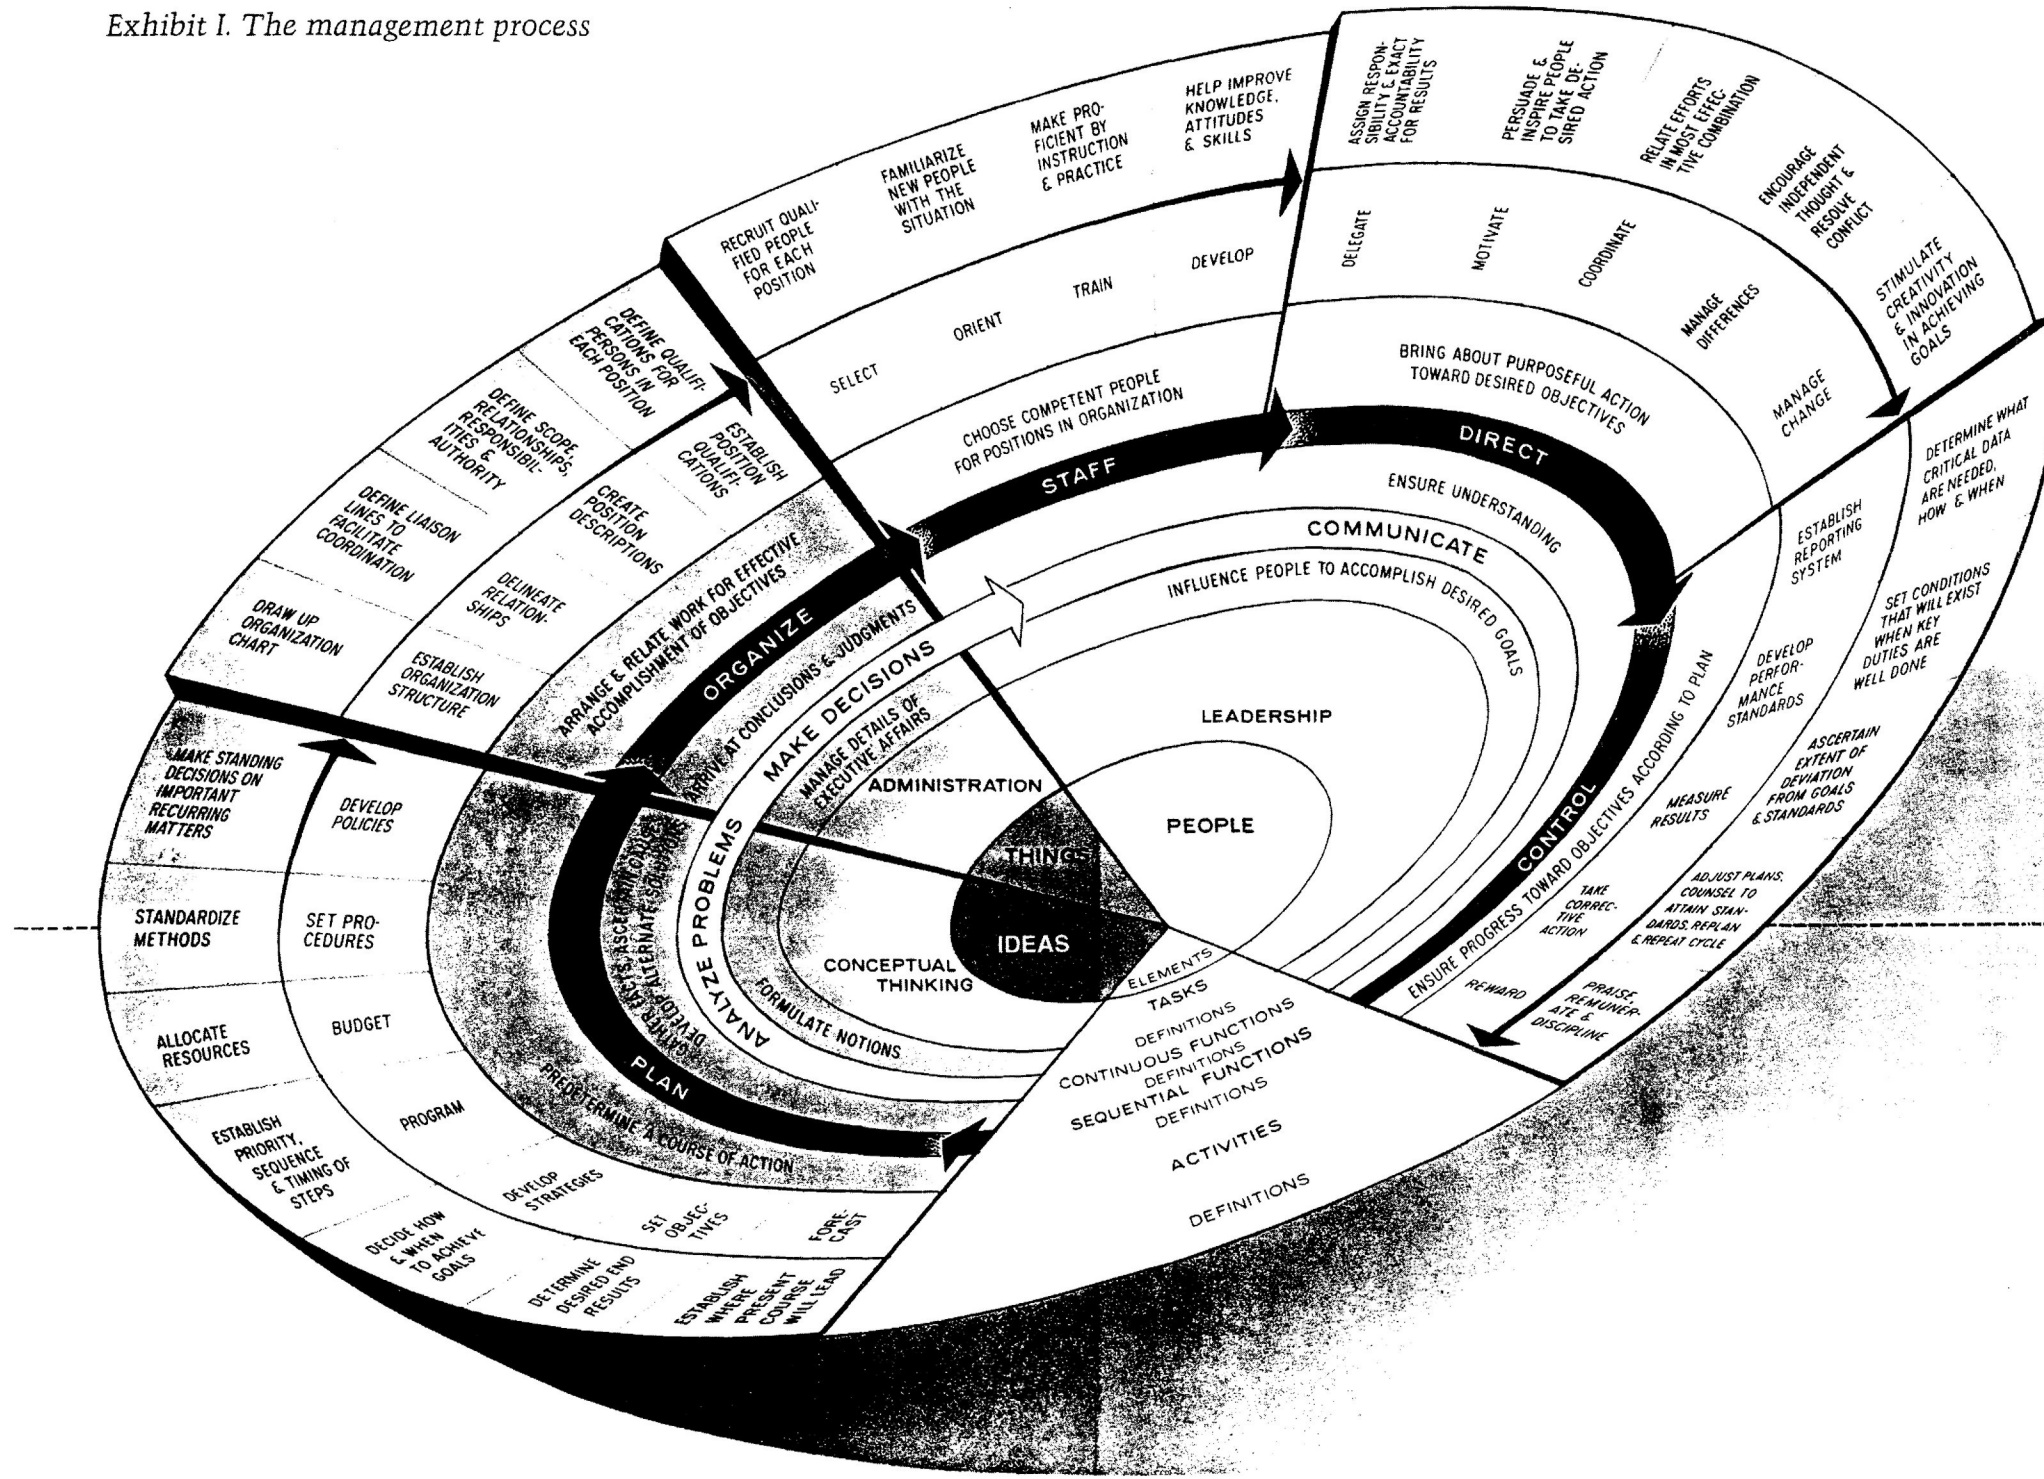 Exhibit I. The management process
IDEAS
THINGS
PEOPLE
CONCEPTUAL
THINKING
ADMINISTRATION
LEADERSHIP
FORMULATE NOTIONS
MANAGE DETAILS OF
EXECUTIVE AFFAIRS
INFLUENCE PEOPLE TO ACCOMPLISH DESIRED GOALS
ANALYZE PROBLEMS
MAKE DECISIONS
COMMUNICATE
GATHER FACTS, ASCERTAIN CAUSES,
DEVELOP ALTERNATE SOLUTIONS
ARRIVE AT CONCLUSIONS & JUDGMENTS
ENSURE UNDERSTANDING
PLAN
ORGANIZE
STAFF
DIRECT
CONTROL
PREDETERMINE A COURSE OF ACTION
ARRANGE & RELATE WORK FOR EFFECTIVE
ACCOMPLISHMENT OF OBJECTIVES
CHOOSE COMPETENT PEOPLE
FOR POSITIONS IN ORGANIZATION
BRING ABOUT PURPOSEFUL ACTION
TOWARD DESIRED OBJECTIVES
ENSURE PROGRESS TOWARD OBJECTIVES ACCORDING TO PLAN
FORE-
CAST
SET
OBJEC-
TIVES
DEVELOP
STRATEGIES
PROGRAM
BUDGET
SET PRO-
CEDURES
DEVELOP
POLICIES
ESTABLISH
ORGANIZATION
STRUCTURE
DELINEATE
RELATION-
SHIPS
CREATE
POSITION
DESCRIPTIONS
ESTABLISH
POSITION
QUALIFI-
CATIONS
SELECT
ORIENT
TRAIN
DEVELOP
DELEGATE
MOTIVATE
COORDINATE
MANAGE
DIFFERENCES
MANAGE
CHANGE
ESTABLISH
REPORTING
SYSTEM
DEVELOP
PERFOR-
MANCE
STANDARDS
MEASURE
RESULTS
TAKE
CORREC-
TIVE
ACTION
REWARD
ESTABLISH
WHERE
PRESENT
COURSE
WILL LEAD
DETERMINE
DESIRED END
RESULTS
DECIDE HOW
& WHEN
TO ACHIEVE
GOALS
ESTABLISH
PRIORITY,
SEQUENCE
& TIMING OF
STEPS
ALLOCATE
RESOURCES
STANDARDIZE
METHODS
MAKE STANDING
DECISIONS ON
IMPORTANT
RECURRING
MATTERS
DRAW UP
ORGANIZATION
CHART
DEFINE LIAISON
LINES TO
FACILITATE
COORDINATION
DEFINE SCOPE,
RELATIONSHIPS,
RESPONSIBIL-
ITIES &
AUTHORITY
DEFINE QUALIFI-
CATIONS FOR
PERSONS IN
EACH POSITION
RECRUIT QUALI-
FIED PEOPLE
FOR EACH
POSITION
FAMILIARIZE
NEW PEOPLE
WITH THE
SITUATION
MAKE PRO-
FICIENT BY
INSTRUCTION
& PRACTICE
HELP IMPROVE
KNOWLEDGE,
ATTITUDES
& SKILLS
ASSIGN RESPON-
SIBILITY & EXACT
ACCOUNTABILITY
FOR RESULTS
PERSUADE &
INSPIRE PEOPLE
TO TAKE DE-
SIRED ACTION
RELATE EFFORTS
IN MOST EFFEC-
TIVE COMBINATION
ENCOURAGE
INDEPENDENT
THOUGHT &
RESOLVE
CONFLICT
STIMULATE
CREATIVITY
& INNOVATION
IN ACHIEVING
GOALS
DETERMINE WHAT
CRITICAL DATA
ARE NEEDED,
HOW & WHEN
SET CONDITIONS
THAT WILL EXIST
WHEN KEY
DUTIES ARE
WELL DONE
ASCERTAIN
EXTENT OF
DEVIATION
FROM GOALS
& STANDARDS
ADJUST PLANS,
COUNSEL TO
ATTAIN STAN-
DARDS, REPLAN
& REPEAT CYCLE
PRAISE,
REMUNER-
ATE &
DISCIPLINE
ELEMENTS
TASKS
DEFINITIONS
CONTINUOUS FUNCTIONS
DEFINITIONS
SEQUENTIAL FUNCTIONS
DEFINITIONS
ACTIVITIES
DEFINITIONS